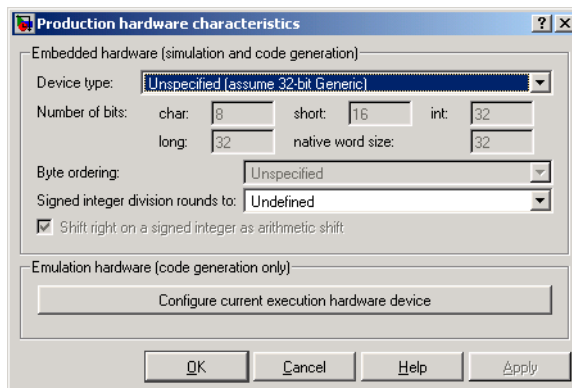 Production hardware characteristics
Embedded hardware (simulation and code generation)
Device type: Unspecified (assume 32-bit Generic)
Number of bits: char: 8 short: 16 int: 32
long: 32 native word size: 32
Byte ordering: Unspecified
Signed integer division rounds to: Undefined
Shift right on a signed integer as arithmetic shift
Emulation hardware (code generation only)
Configure current execution hardware device
OK Cancel Help Apply